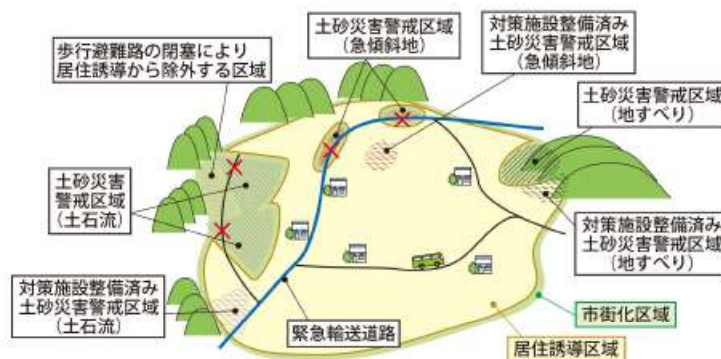 土砂災害警戒区域
(急傾斜地)
対策施設整備済み
土砂災害警戒区域
(急傾斜地)
歩行避難路の閉塞により
居住誘導から除外する区域
土砂災害警戒区域
(地すべり)
土砂災害
警戒区域
(土石流)
対策施設整備済み
土砂災害警戒区域
(地すべり)
対策施設整備済み
土砂災害警戒区域
(土石流)
緊急輸送道路
市街化区域
居住誘導区域